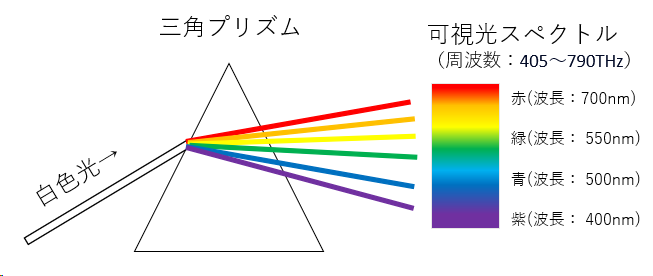 三角プリズム
可視光スペクトル
（周波数：405～790THz）
白色光→
赤(波長：700nm)
緑(波長： 550nm)
青(波長： 500nm)
紫(波長： 400nm)